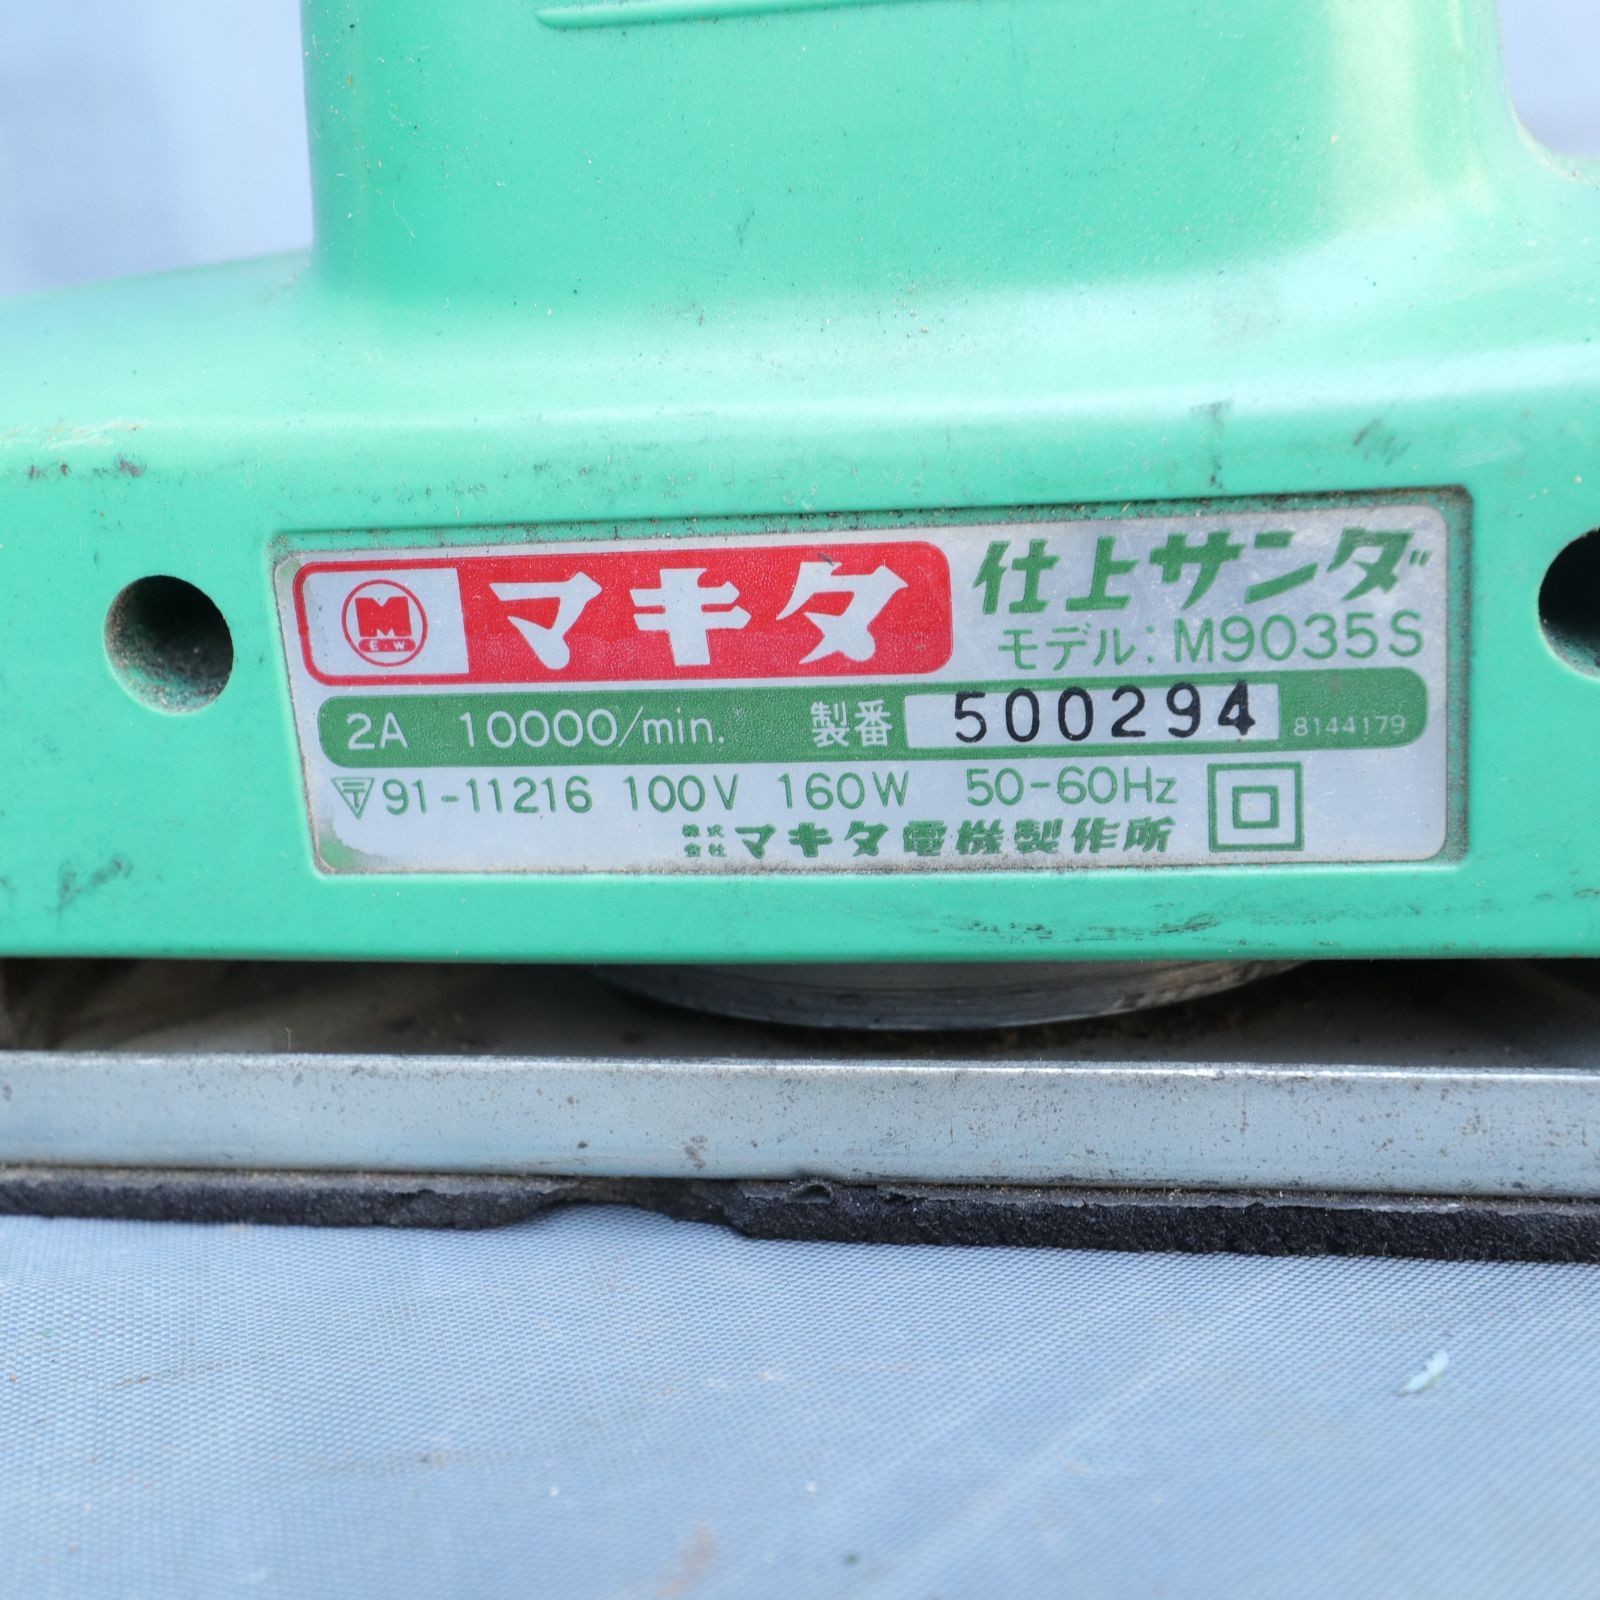 M
E W
マキタ
仕上サンダ
モデル: M9035S
2A 10000/min. 製番 500294 8144179
〒91-11216 100V 160W 50-60Hz
株式会社 マキタ電機製作所